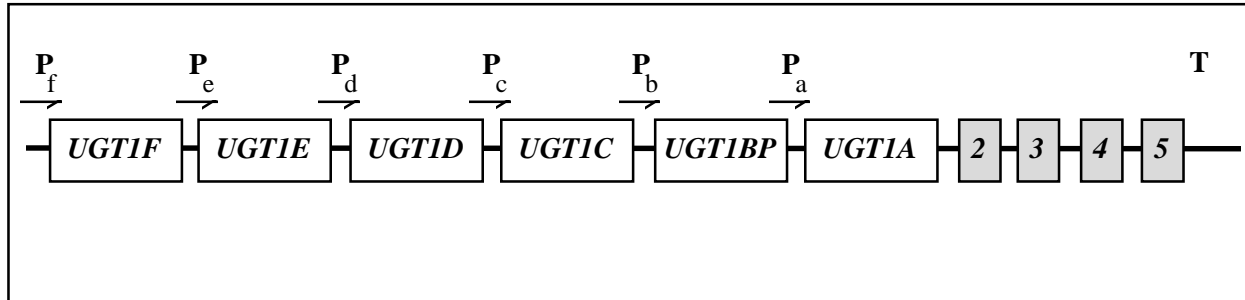 P P P P P P T
f e d c b a
UGT1F UGT1E UGT1D UGT1C UGT1BP UGT1A 2 3 4 5